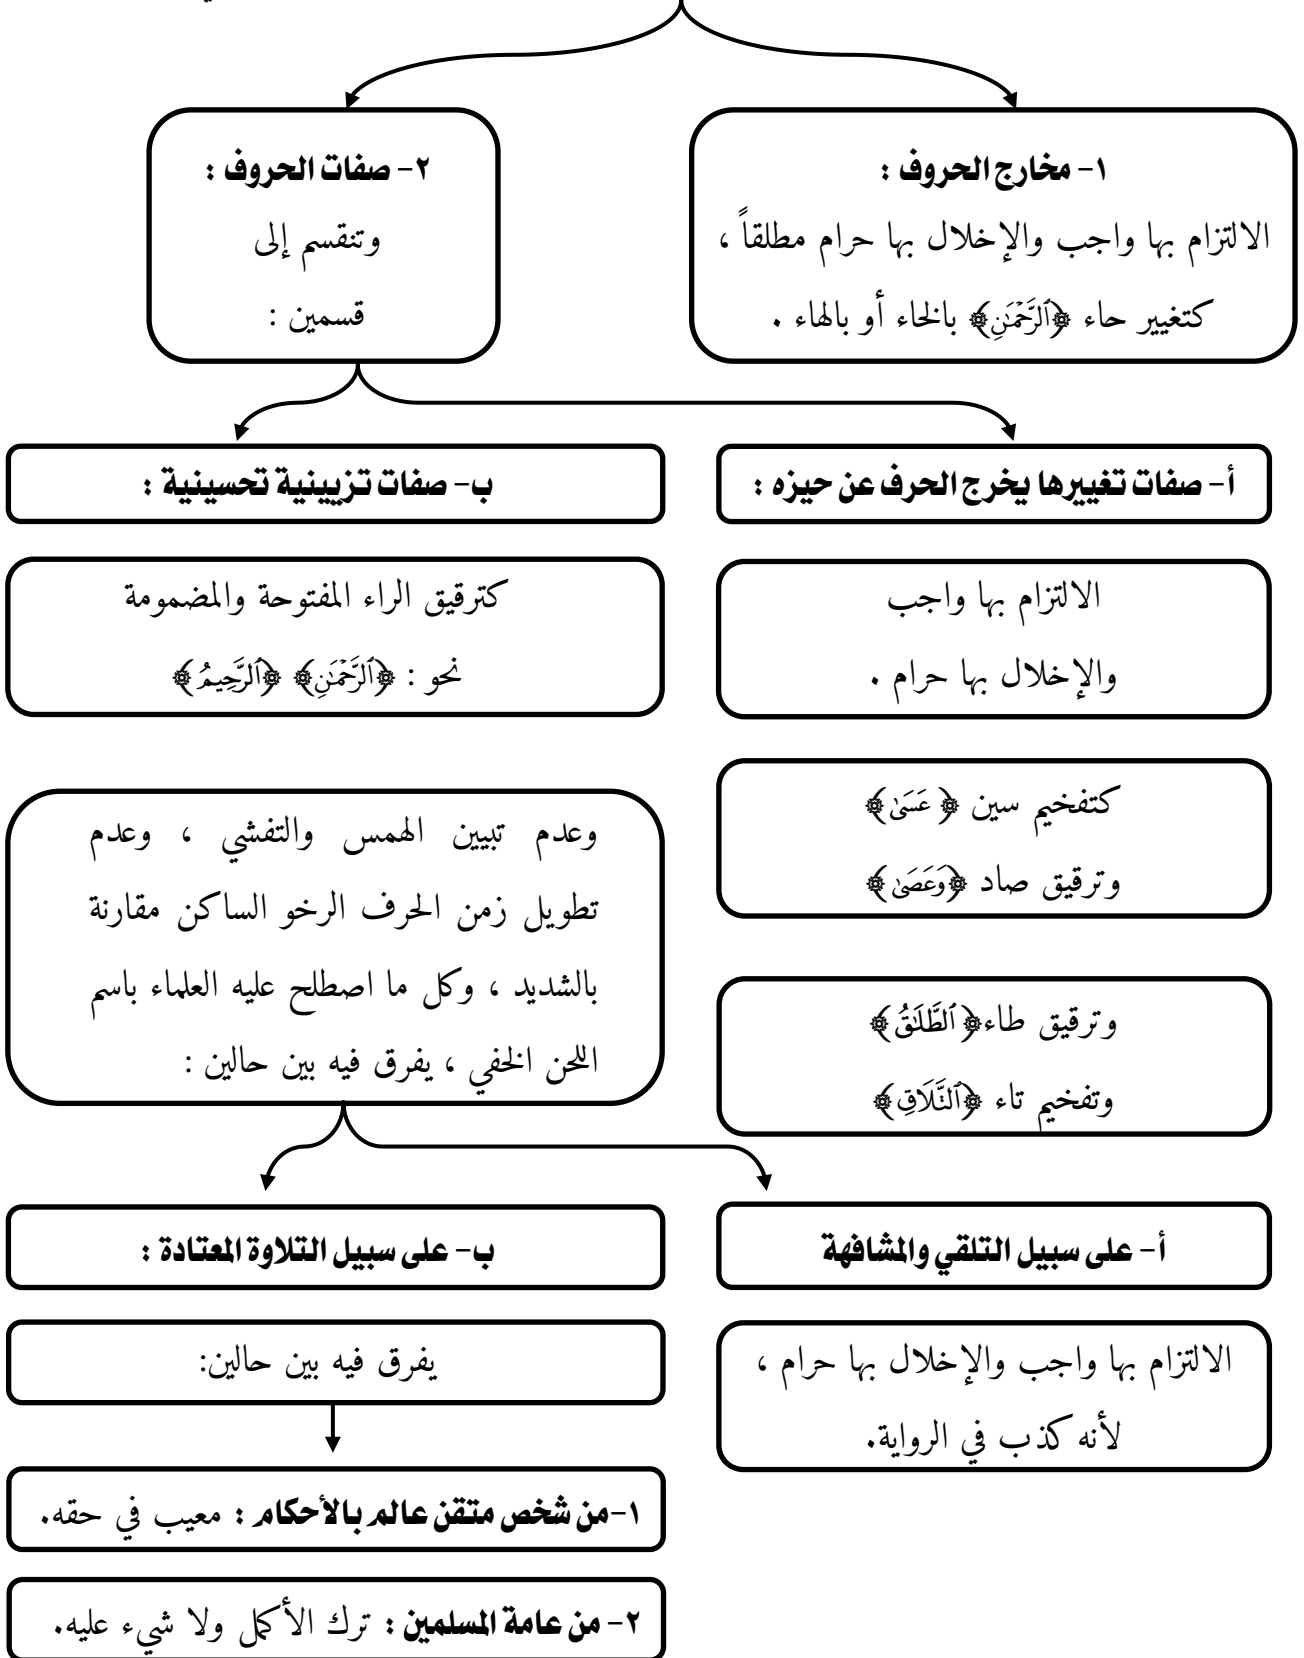 ١- مخارج الحروف :
الالتزام بها واجب والإخلال بها حرام مطلقاً ،
كتغيير حاء ﴿ٱلرَّحْمَٰنِ﴾ بالخاء أو بالهاء .
٢- صفات الحروف :
وتنقسم إلى
قسمين :
أ- صفات تغييرها يخرج الحرف عن حيزه :
الالتزام بها واجب
والإخلال بها حرام .
كتفخيم سين ﴿ عَسَىٰ ﴾
وترقيق صاد ﴿وَعَصَىٰ ﴾
وترقيق طاء﴿ ٱلطَّلَٰقُ ﴾
وتفخيم تاء ﴿ٱلتَّلَاقِ ﴾
ب- صفات تزيينية تحسينية :
كترقيق الراء المفتوحة والمضمومة
نحو : ﴿ٱلرَّحْمَٰنِ﴾ ﴿ٱلرَّحِيمُ ﴾
وعدم تبيين الهمس والتفشي ، وعدم
تطويل زمن الحرف الرخو الساكن مقارنة
بالشديد ، وكل ما اصطلح عليه العلماء باسم
اللحن الخفي ، يفرق فيه بين حالين :
أ- على سبيل التلقي والمشافهة
الالتزام بها واجب والإخلال بها حرام ،
لأنه كذب في الرواية.
ب- على سبيل التلاوة المعتادة :
يفرق فيه بين حالين:
١-من شخص متقن عالم بالأحكام : معيب في حقه.
٢- من عامة المسلمين : ترك الأكمل ولا شيء عليه.